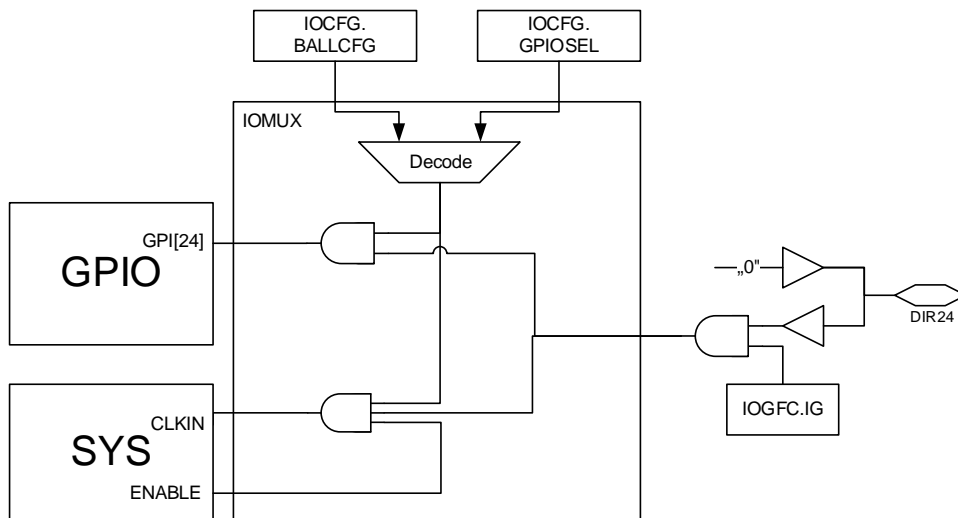 IOCFG.
BALLCFG
IOCFG.
GPIOSEL
IOMUX
Decode
GPI[24]
GPIO
„0"
DIR24
IOGFC.IG
CLKIN
SYS
ENABLE